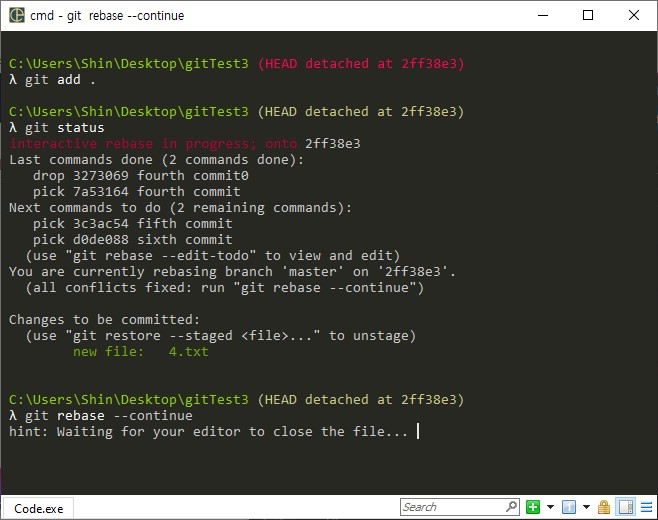 cmd - git  rebase --continue
C:\Users\Shin\Desktop\gitTest3 (HEAD detached at 2ff38e3)
λ git add .
C:\Users\Shin\Desktop\gitTest3 (HEAD detached at 2ff38e3)
λ git status
interactive rebase in progress; onto 2ff38e3
Last commands done (2 commands done):
   drop 3273069 fourth commit0
   pick 7a53164 fourth commit
Next commands to do (2 remaining commands):
   pick 3c3ac54 fifth commit
   pick d0de088 sixth commit
  (use "git rebase --edit-todo" to view and edit)
You are currently rebasing branch 'master' on '2ff38e3'.
  (all conflicts fixed: run "git rebase --continue")
Changes to be committed:
  (use "git restore --staged <file>..." to unstage)
        new file:   4.txt
C:\Users\Shin\Desktop\gitTest3 (HEAD detached at 2ff38e3)
λ git rebase --continue
hint: Waiting for your editor to close the file...
Code.exe
Search